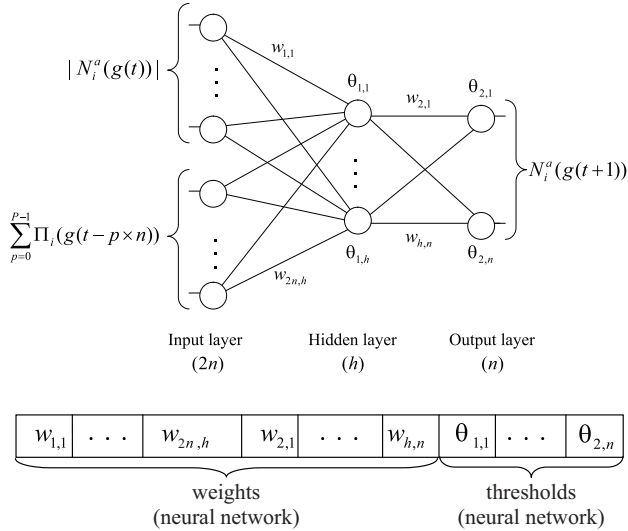 w_{1,1}
| N_i^a(g(t)) |
θ_{1,1}
w_{2,1}
θ_{2,1}
N_i^a(g(t+1))
\sum_{p=0}^{P-1} Π_i(g(t-p×n))
w_{2n,h}
θ_{1,h}
w_{h,n}
θ_{2,n}
Input layer
(2n)
Hidden layer
(h)
Output layer
(n)
w_{1,1} . . . w_{2n,h} w_{2,1} . . . w_{h,n} θ_{1,1} . . . θ_{2,n}
weights
(neural network)
thresholds
(neural network)